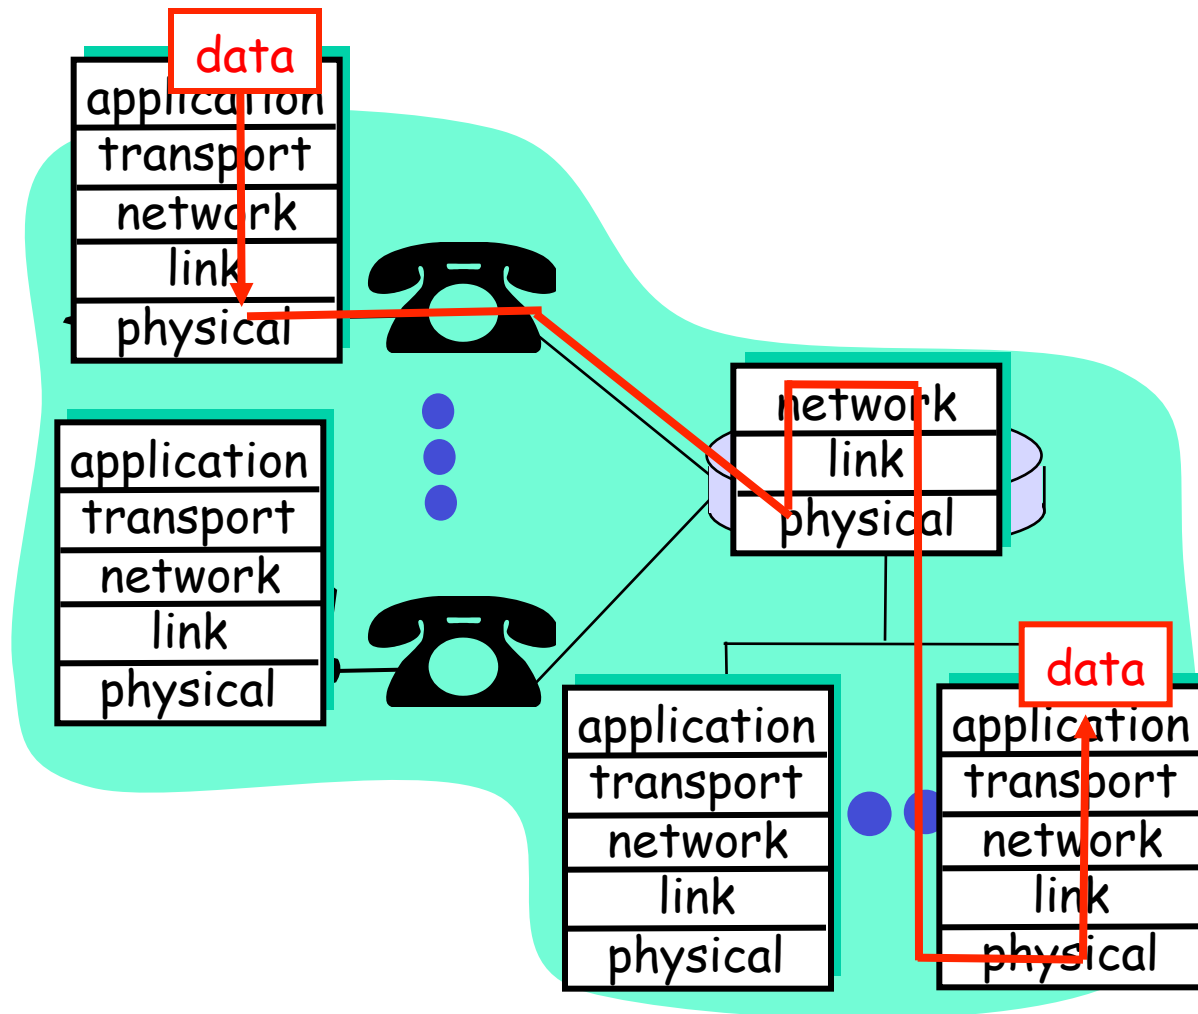 data
application
transport
network
link
physical
application
transport
network
link
physical
network
link
physical
application
transport
network
link
physical
data
application
transport
network
link
physical